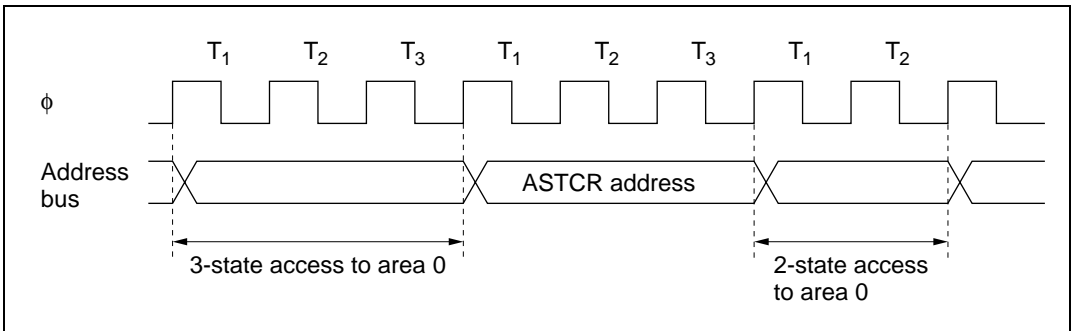 T1 T2 T3 T1 T2 T3 T1 T2
ϕ
Address
bus
ASTCR address
3-state access to area 0
2-state access
to area 0